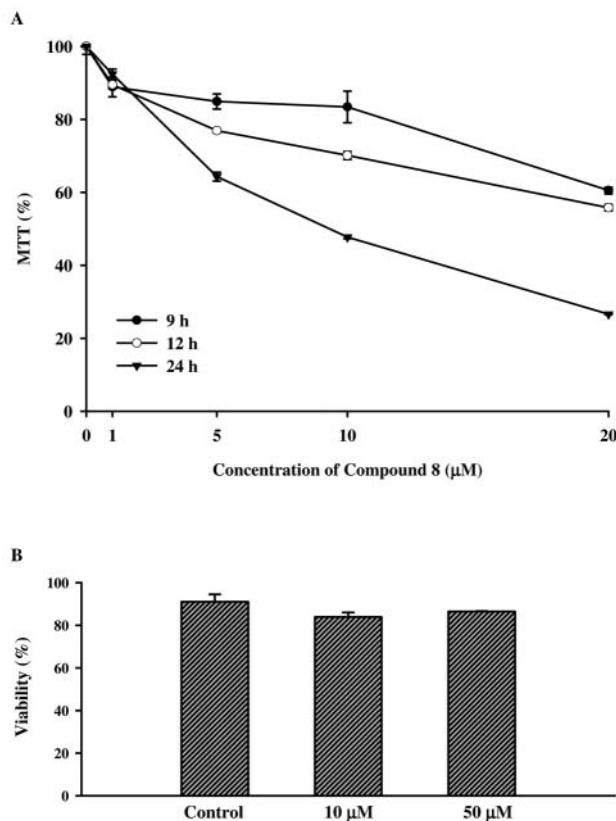 A
100
80
60
40
20
0
MTT (%)
9 h
12 h
24 h
0 1 5 10 20
Concentration of Compound 8 (μM)
B
100
80
60
40
20
0
Viability (%)
Control 10 μM 50 μM